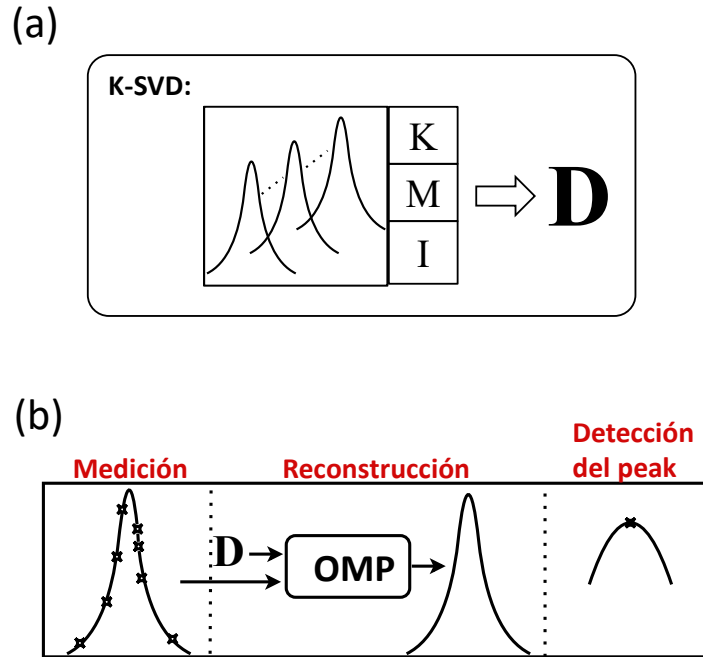 (a)
K-SVD:
K
M
I
D
(b)
Medición
Reconstrucción
Detección
del peak
D
OMP